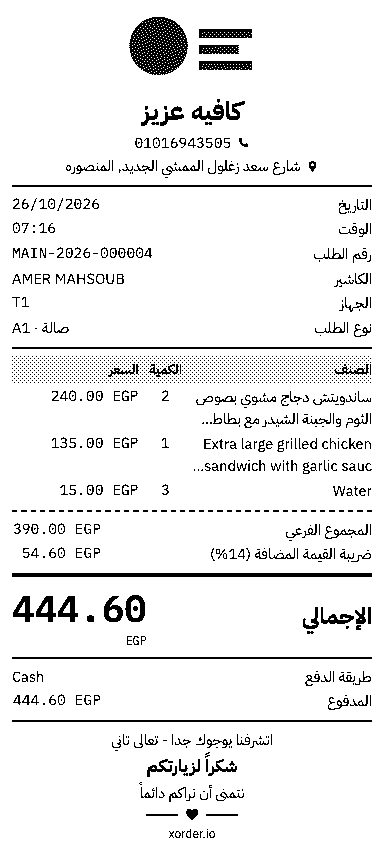 كافيه عزيز
01016943505
شارع سعد زغلول الممشي الجديد, المنصوره
التاريخ 26/10/2026
الوقت 07:16
رقم الطلب MAIN-2026-000004
الكاشير AMER MAHSOUB
الجهاز T1
نوع الطلب صالة · A1
الصنف الكمية السعر
ساندويتش دجاج مشوي بصوص 2 240.00 EGP
الثوم والجبنة الشيدر مع بطاط...
Extra large grilled chicken 1 135.00 EGP
sandwich with garlic sauc...
Water 3 15.00 EGP
المجموع الفرعي 390.00 EGP
ضريبة القيمة المضافة (14%) 54.60 EGP
الإجمالي 444.60
EGP
طريقة الدفع Cash
المدفوع 444.60 EGP
اتشرفنا بوجوك جدا - تعالى تاني
شكراً لزيارتكم
نتمنى أن نراكم دائماً
xorder.io